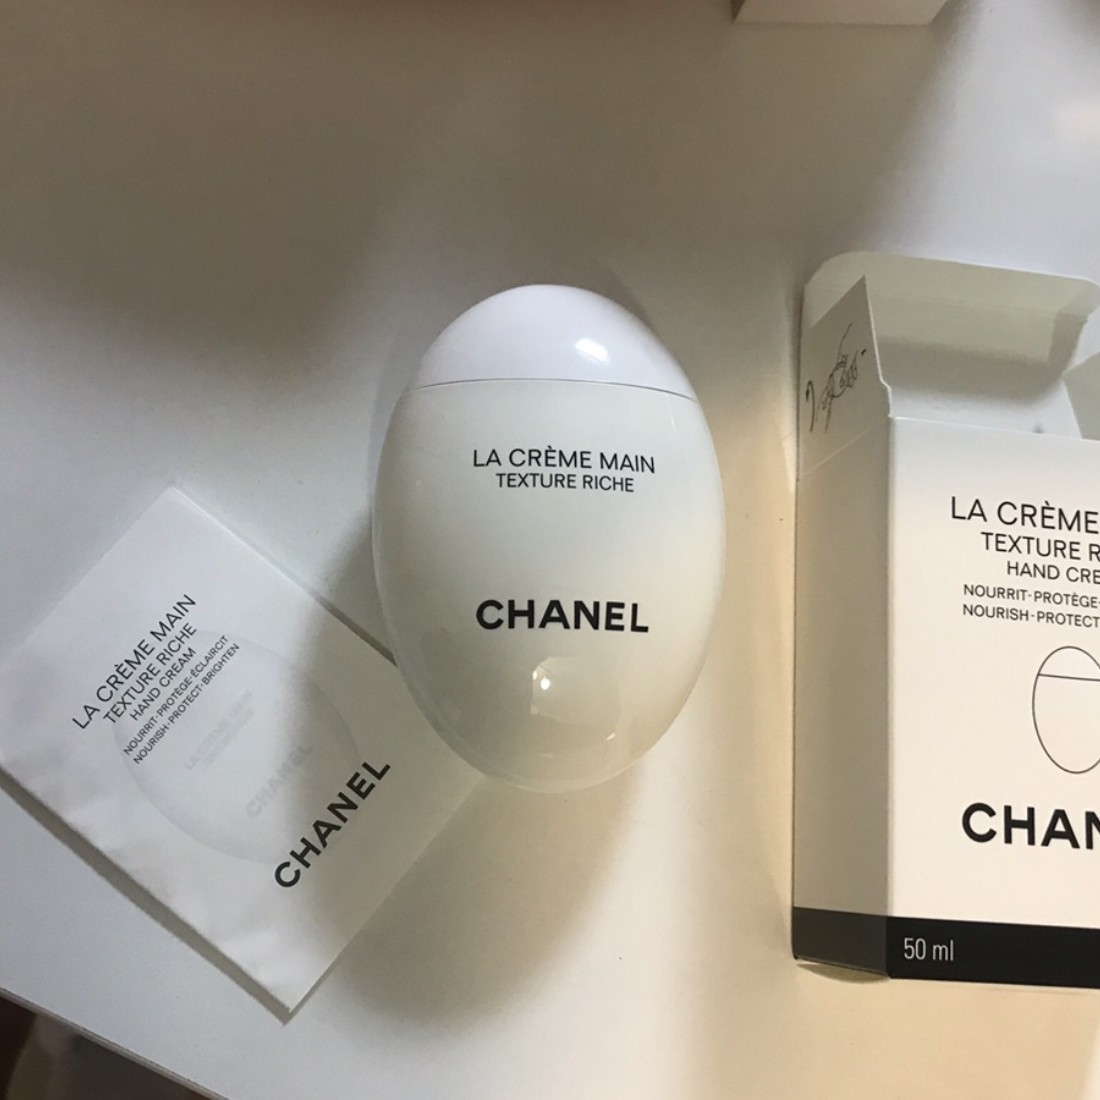 LA CRÈME MAIN
TEXTURE RICHE
CHANEL
LA CRÈME MAIN
TEXTURE RICHE
HAND CREAM
NOURRIT-PROTÈGE-ÉCLAIRCIT
NOURISH-PROTECT-BRIGHTEN
CHANEL
LA CRÈME
TEXTURE R
HAND CRE
NOURRIT-PROTÈGE-
NOURISH-PROTECT
CHAN
50 ml